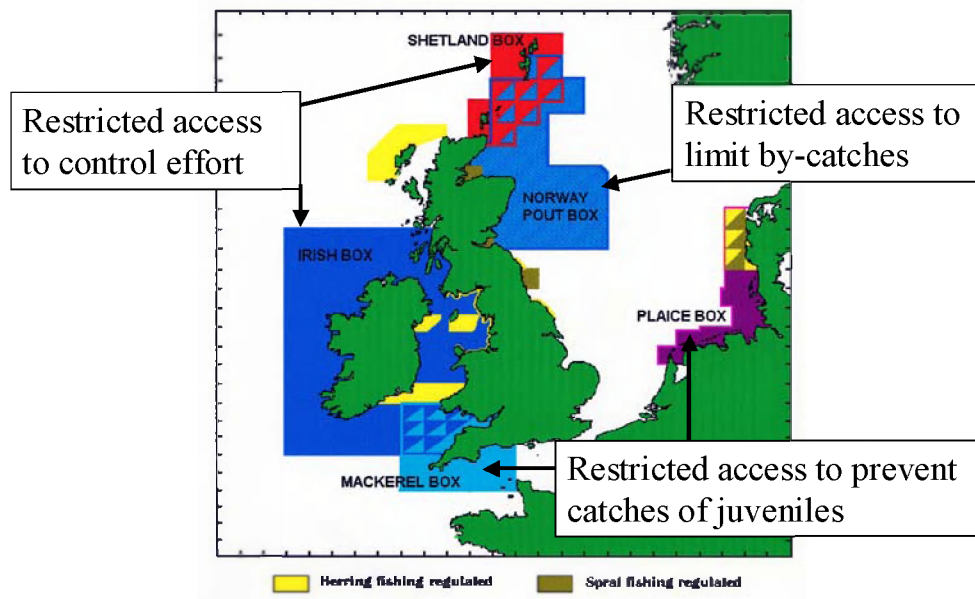 SHETLAND BOX
Restricted access
to control effort
Restricted access to
limit by-catches
NORWAY
POUT BOX
IRISH BOX
PLAICE BOX
MACKEREL BOX
Restricted access to prevent
catches of juveniles
Herring fishing regulated
Sprat fishing regulated